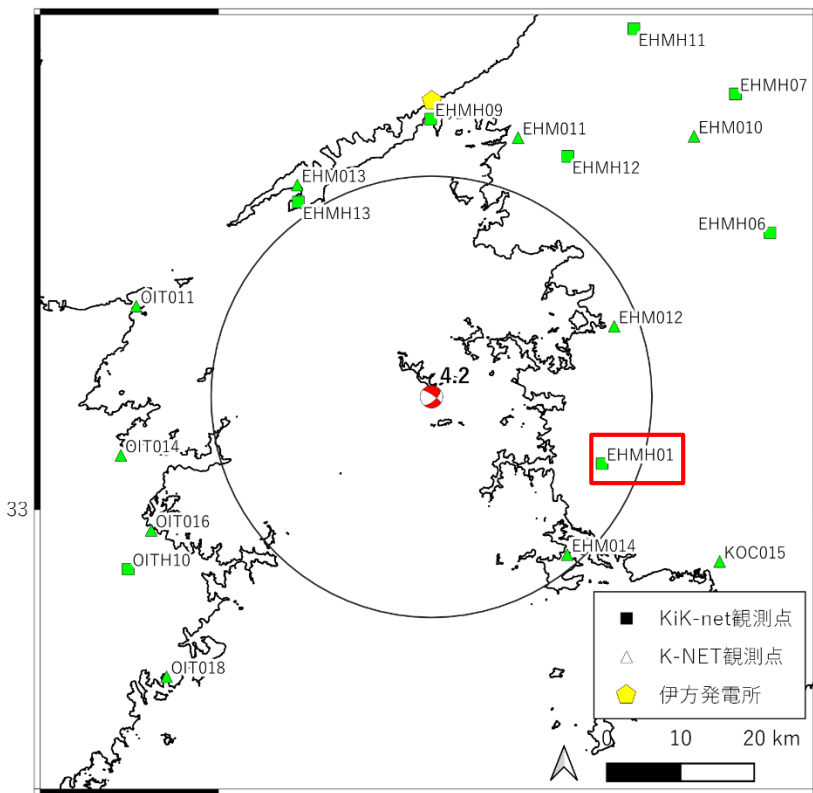 EHMH11
EHMH07
EHMH09
EHM011
EHM010
EHMH12
EHM013
EHMH13
EHMH06
OIT011
EHM012
4.2
OIT014
EHMH01
33
OIT016
EHM014
KOC015
OITH10
KiK-net観測点
K-NET観測点
OIT018
伊方発電所
0 10 20 km